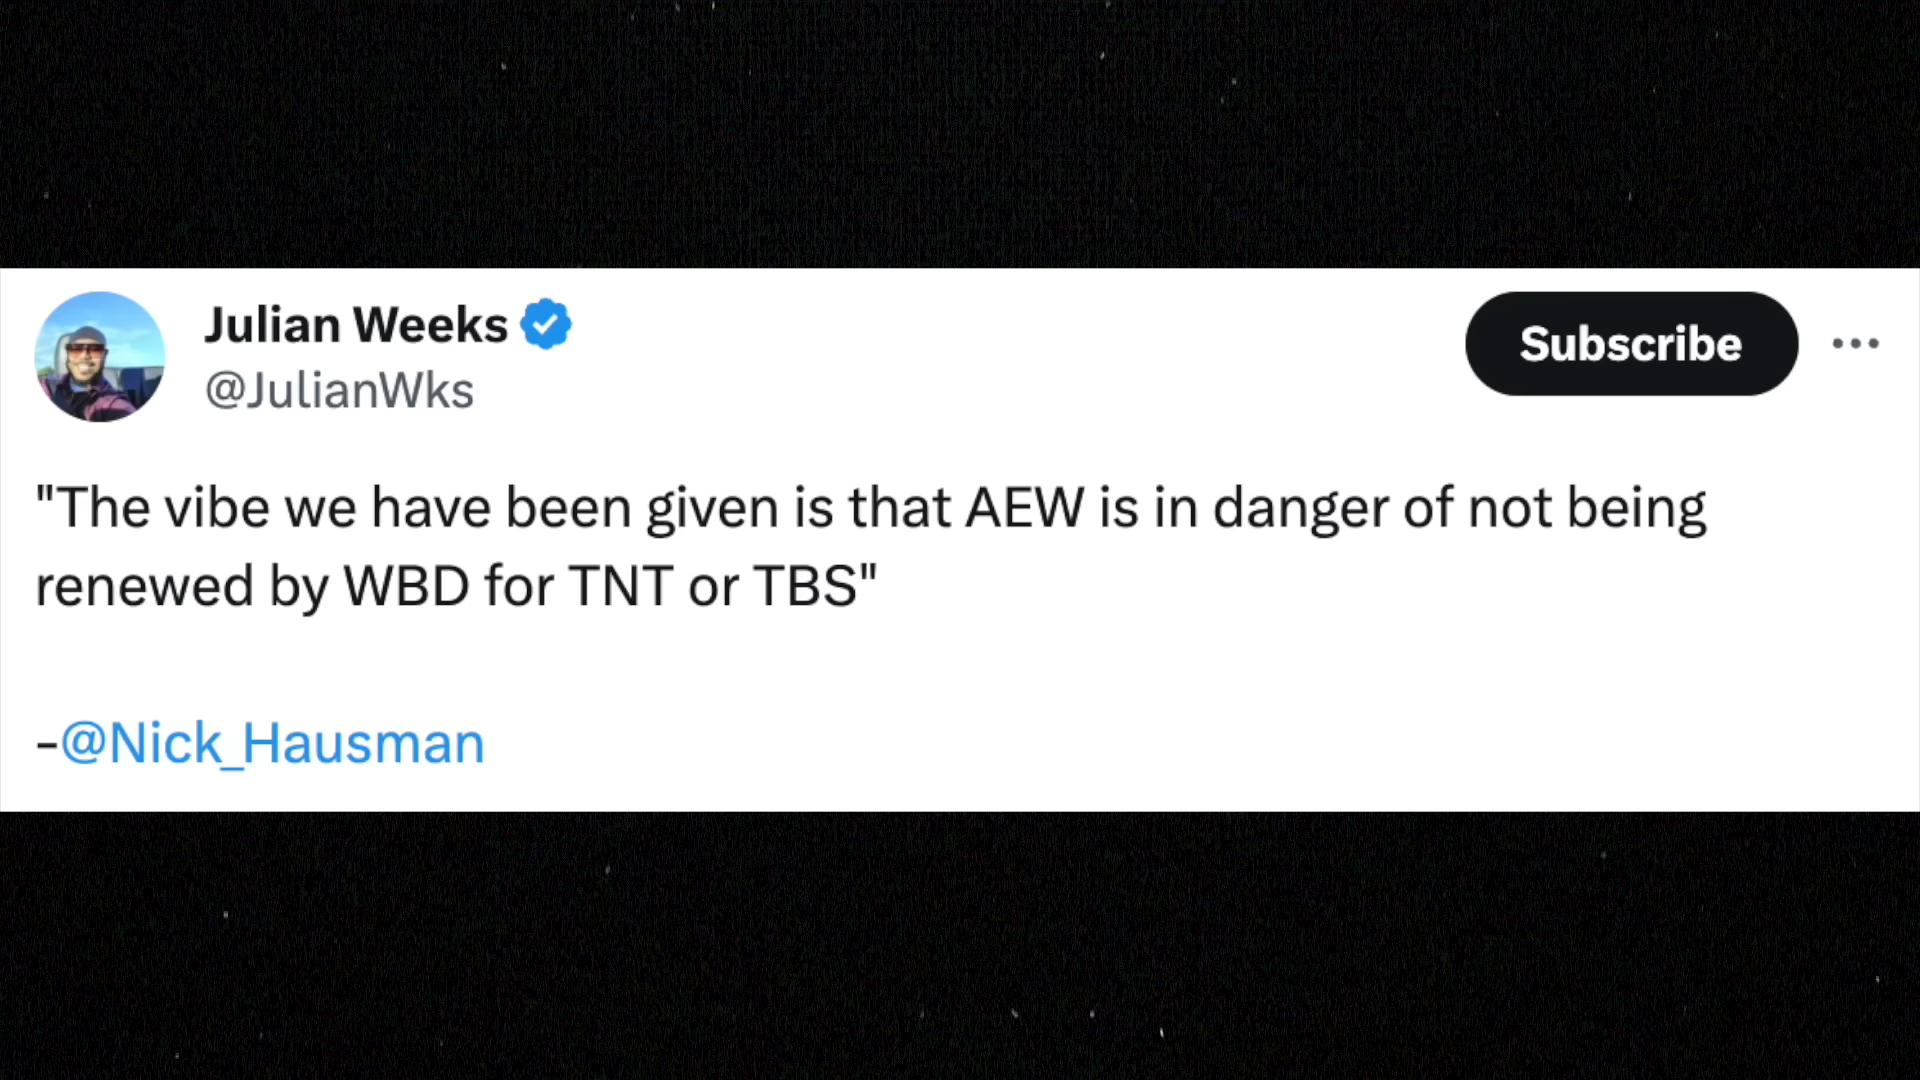 Julian Weeks
@JulianWks
Subscribe
"The vibe we have been given is that AEW is in danger of not being
renewed by WBD for TNT or TBS"
-@Nick_Hausman